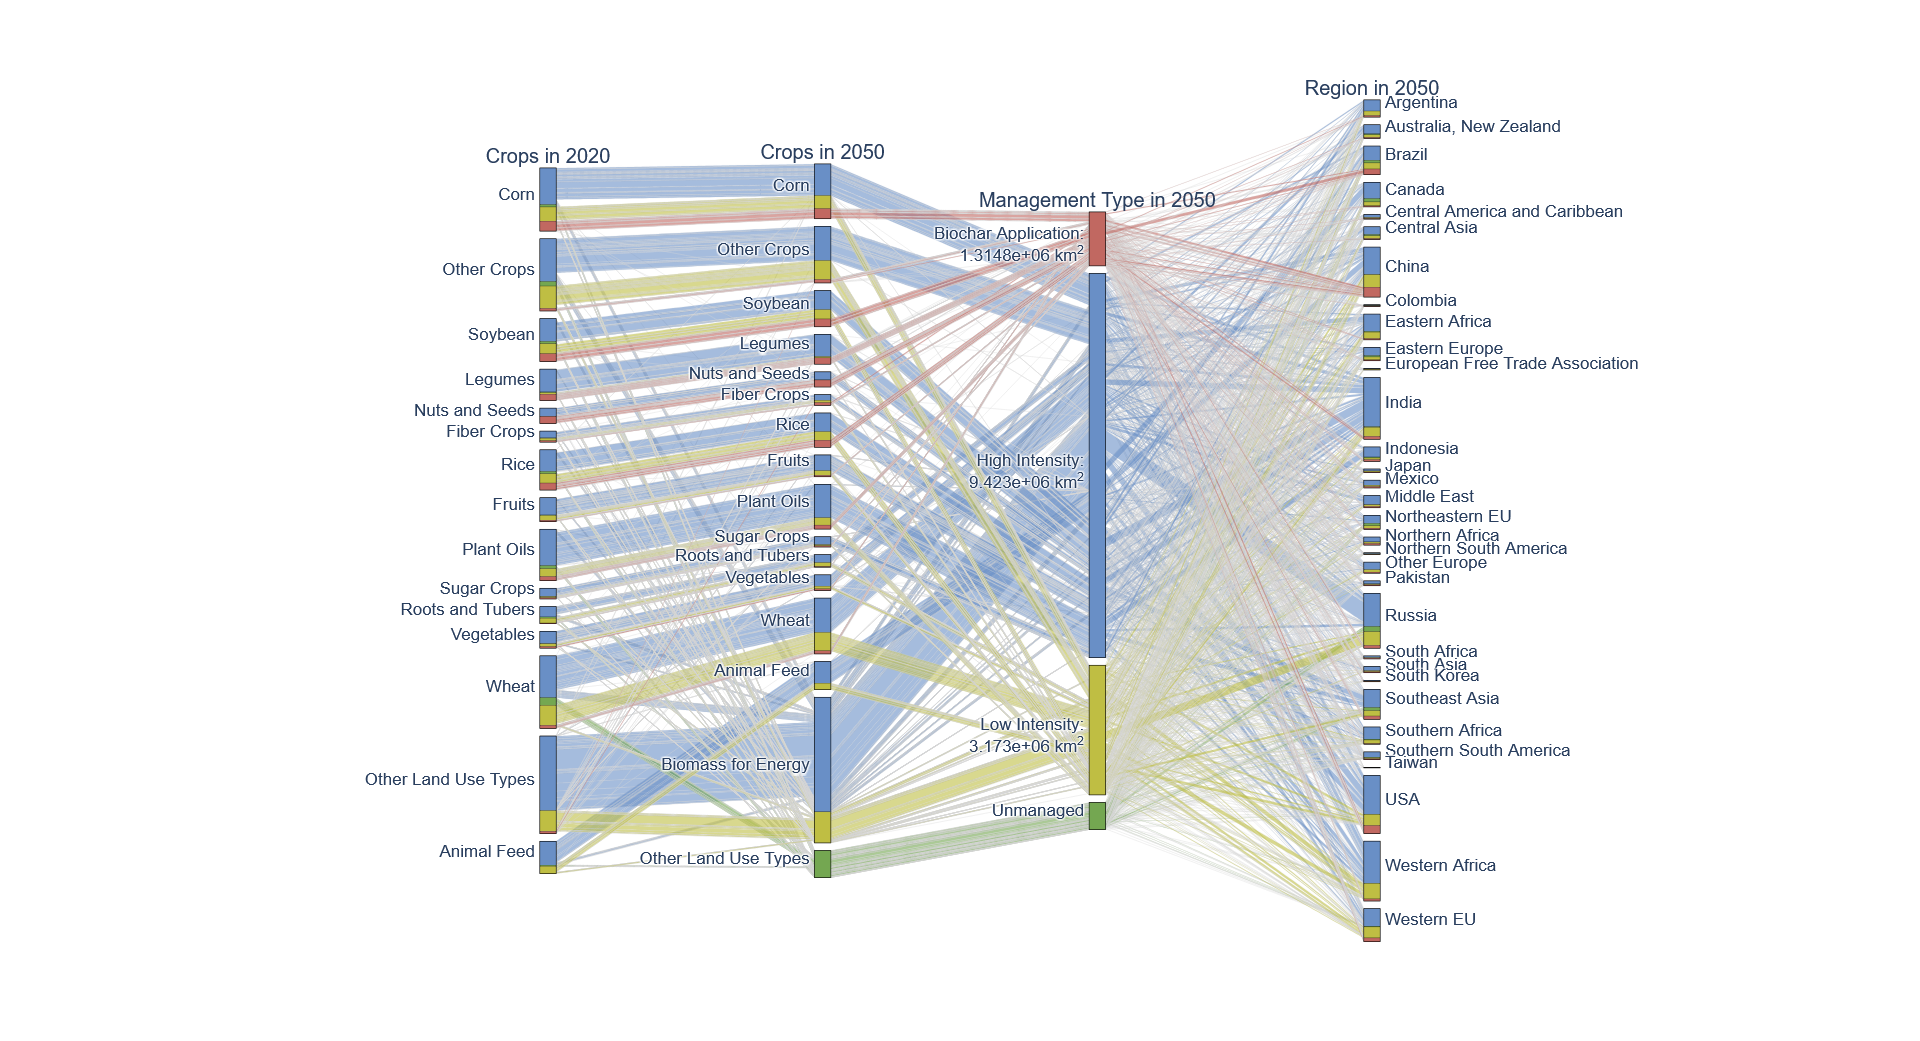 Crops in 2020
Corn
Other Crops
Soybean
Legumes
Nuts and Seeds
Fiber Crops
Rice
Fruits
Plant Oils
Sugar Crops
Roots and Tubers
Vegetables
Wheat
Other Land Use Types
Animal Feed
Crops in 2050
Corn
Other Crops
Soybean
Legumes
Nuts and Seeds
Fiber Crops
Rice
Fruits
Plant Oils
Sugar Crops
Roots and Tubers
Vegetables
Wheat
Animal Feed
Biomass for Energy
Other Land Use Types
Management Type in 2050
Biochar Application:
1.3148e+06 km²
High Intensity:
9.423e+06 km²
Low Intensity:
3.173e+06 km²
Unmanaged
Region in 2050
Argentina
Australia, New Zealand
Brazil
Canada
Central America and Caribbean
Central Asia
China
Colombia
Eastern Africa
Eastern Europe
European Free Trade Association
India
Indonesia
Japan
Mexico
Middle East
Northeastern EU
Northern Africa
Northern South America
Other Europe
Pakistan
Russia
South Africa
South Asia
South Korea
Southeast Asia
Southern Africa
Southern South America
Taiwan
USA
Western Africa
Western EU